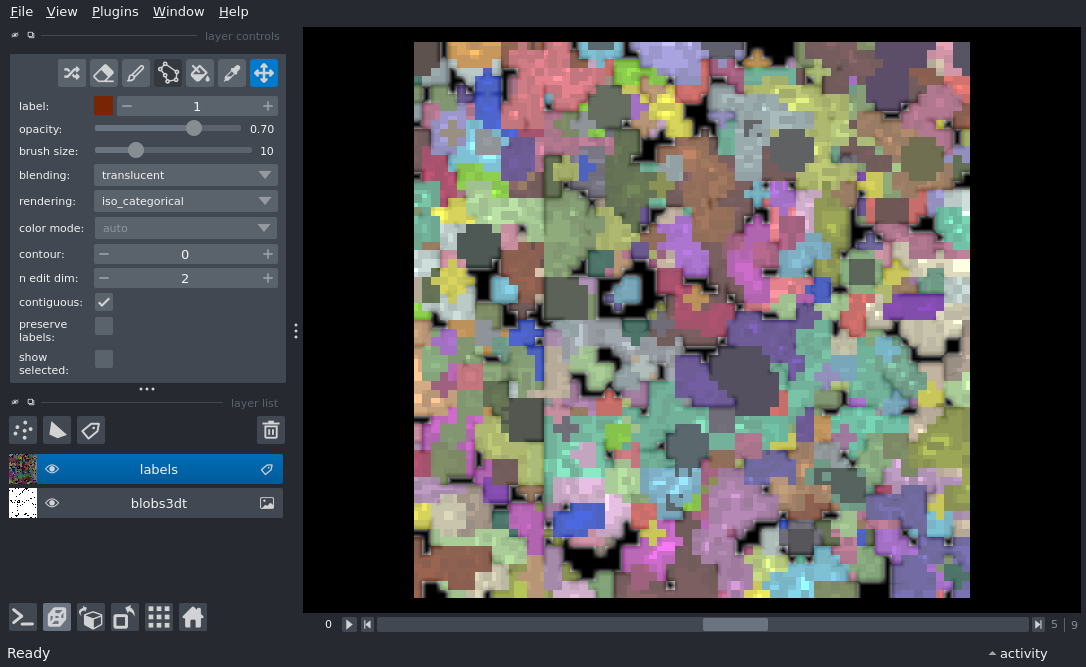 File View Plugins Window Help
layer controls
label: 1
opacity: 0.70
brush size: 10
blending: translucent
rendering: iso_categorical
color mode: auto
contour: 0
n edit dim: 2
contiguous:
preserve
labels:
show
selected:
layer list
labels
blobs3dt
0 5 9
Ready activity